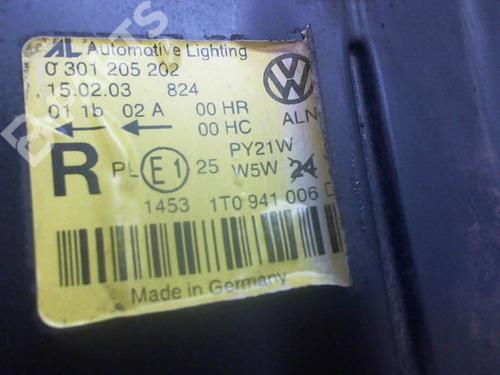 AL Automotive Lighting
0 301 205 202
15.02.03 824
01 1b 02 A 00 HR
00 HC
ALN
R PL E1 25 PY21W
W5W 24
1453 1T0 941 006
Made in Germany